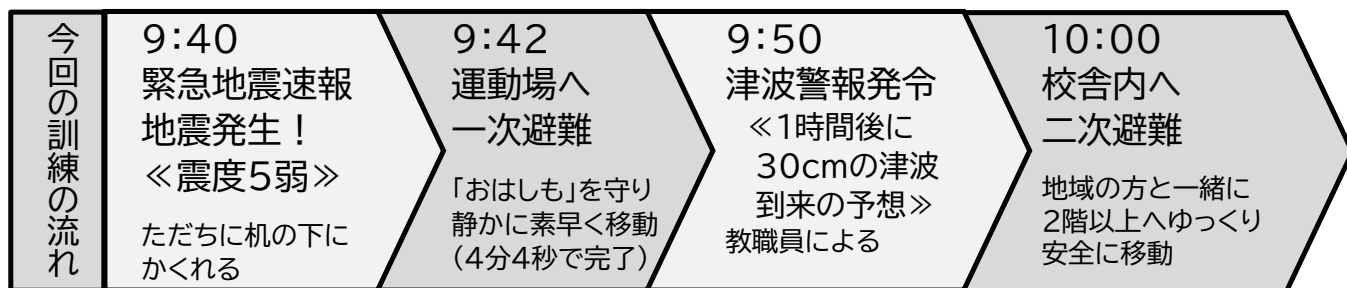 今回の訓練の流れ
9:40
緊急地震速報
地震発生！
≪震度5弱≫
ただちに机の下に
かくれる
9:42
運動場へ
一次避難
「おはしも」を守り
静かに素早く移動
（4分4秒で完了）
9:50
津波警報発令
≪1時間後に
30cmの津波
到来の予想≫
教職員による
10:00
校舎内へ
二次避難
地域の方と一緒に
2階以上へゆっくり
安全に移動